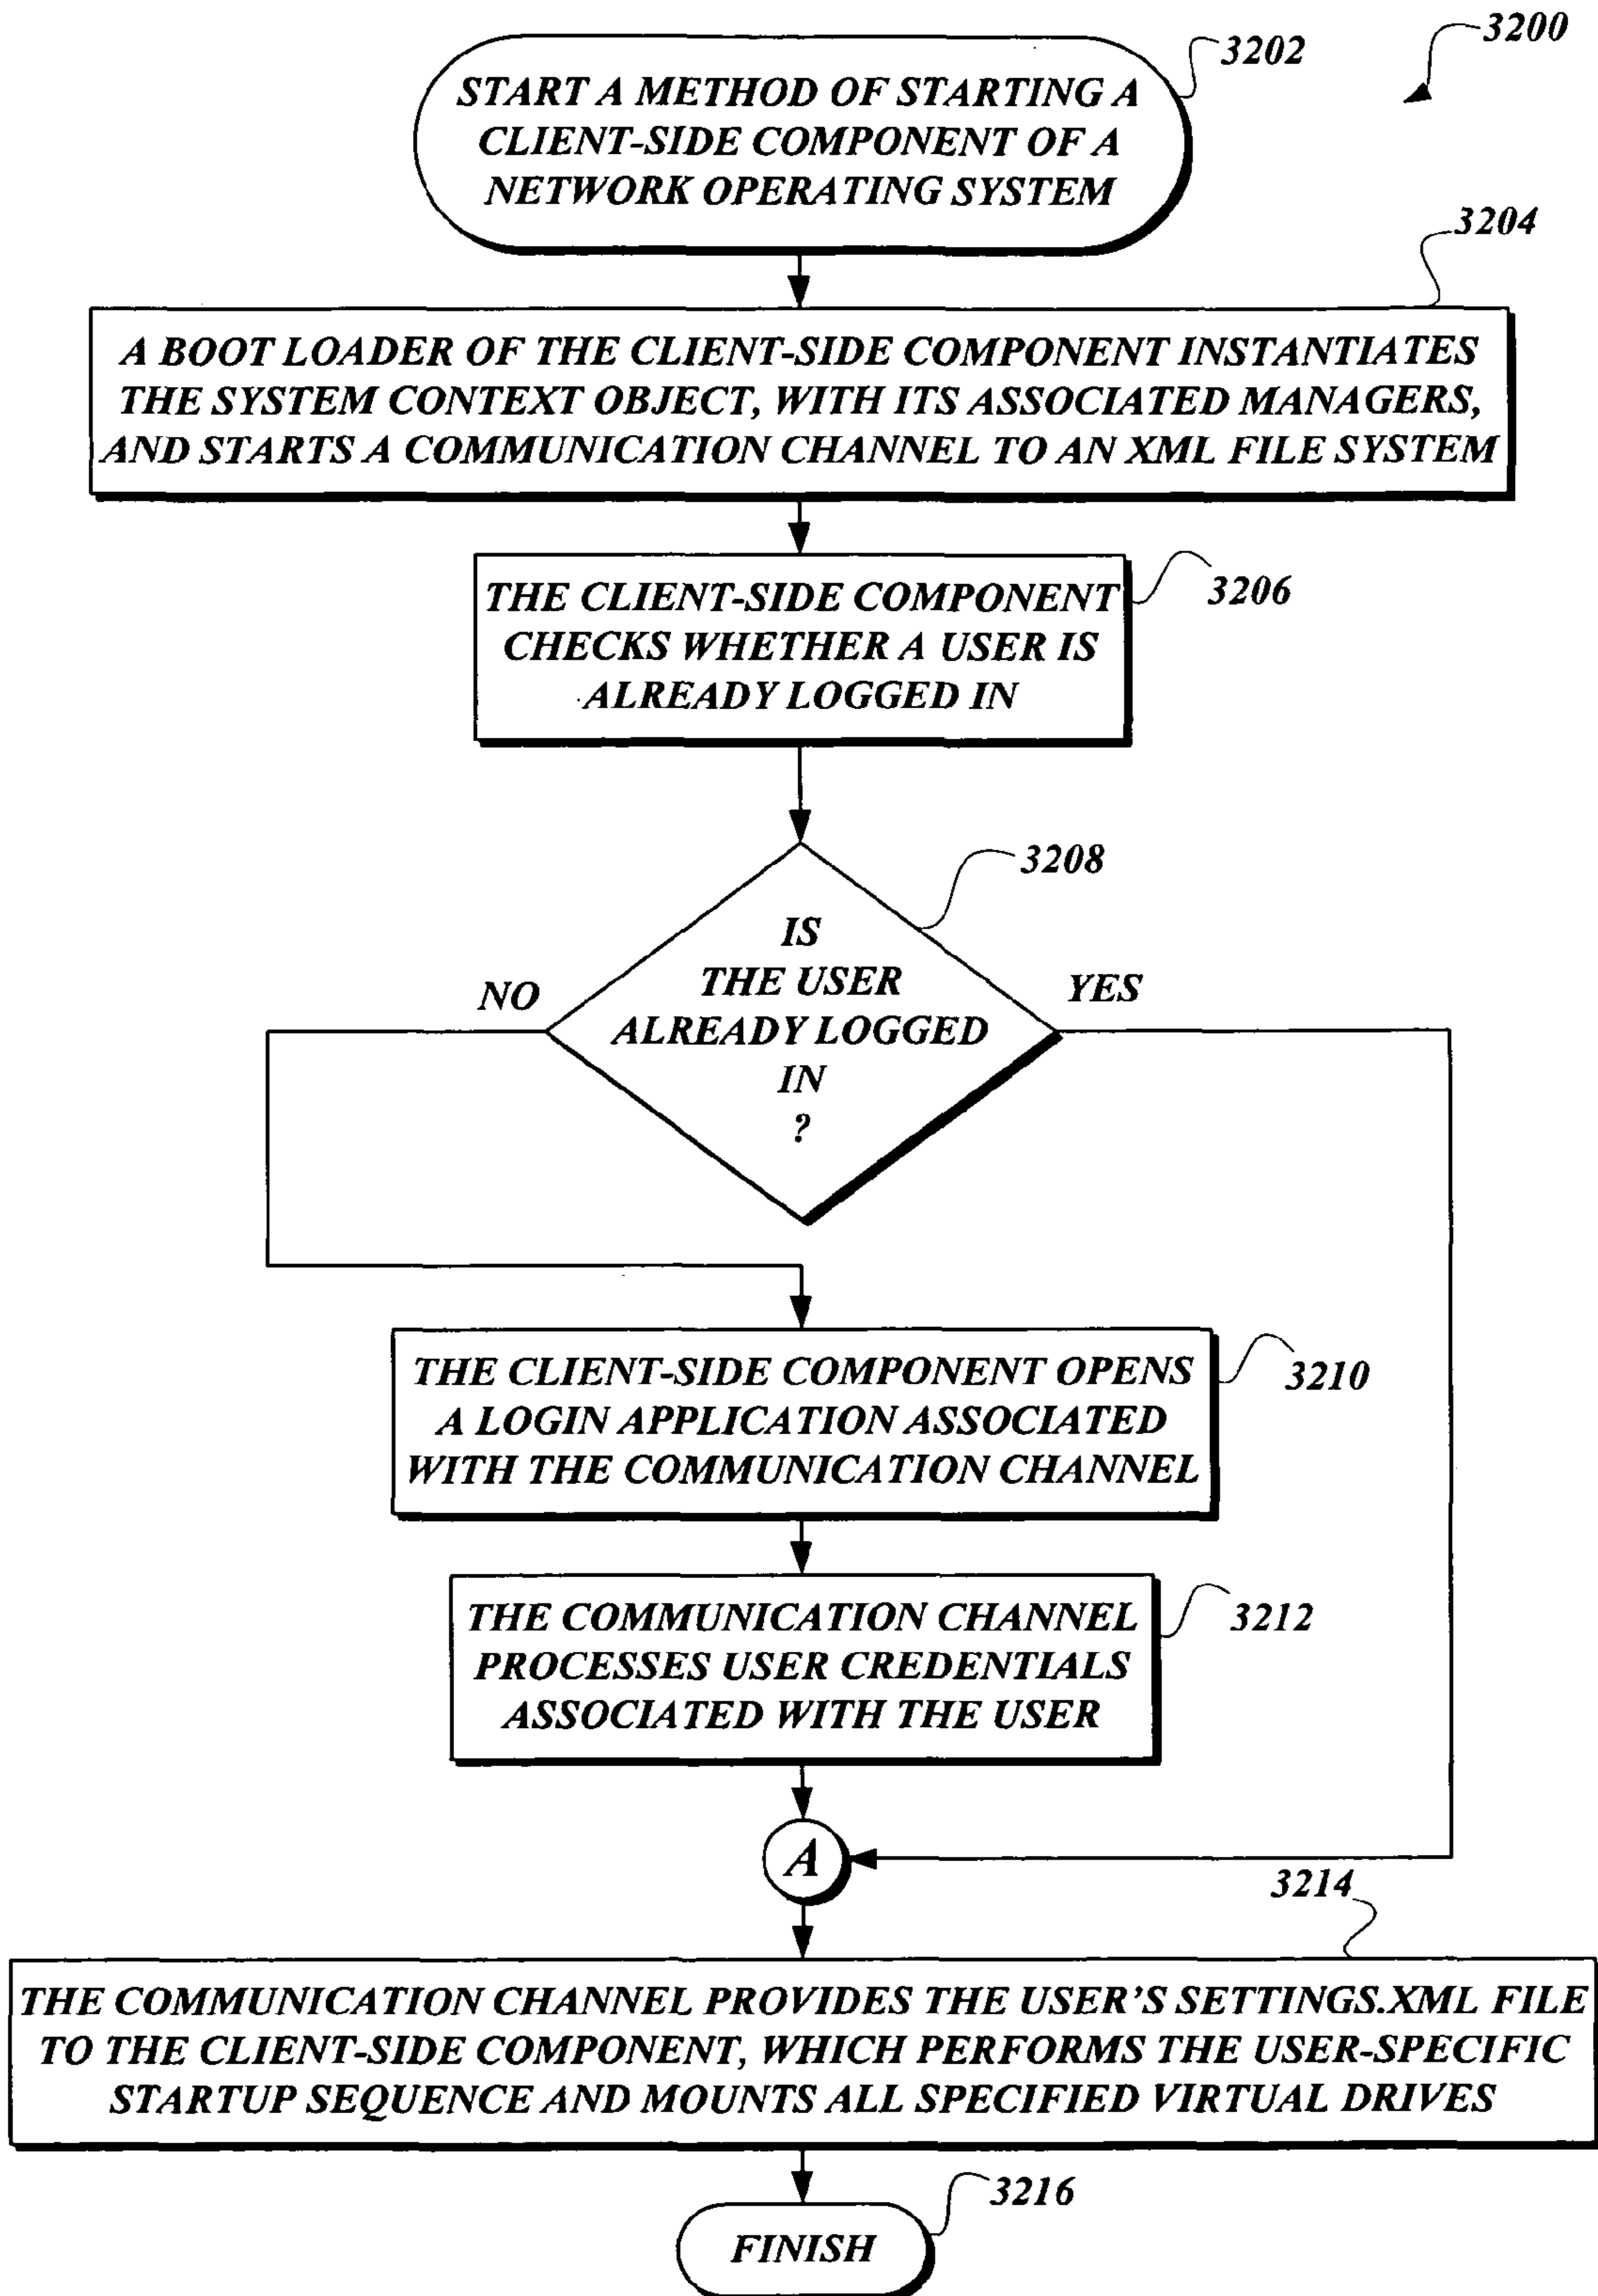 3200
3202
START A METHOD OF STARTING A
CLIENT-SIDE COMPONENT OF A
NETWORK OPERATING SYSTEM
3204
A BOOT LOADER OF THE CLIENT-SIDE COMPONENT INSTANTIATES
THE SYSTEM CONTEXT OBJECT, WITH ITS ASSOCIATED MANAGERS,
AND STARTS A COMMUNICATION CHANNEL TO AN XML FILE SYSTEM
3206
THE CLIENT-SIDE COMPONENT
CHECKS WHETHER A USER IS
ALREADY LOGGED IN
3208
IS
THE USER
ALREADY LOGGED
IN
?
NO
YES
3210
THE CLIENT-SIDE COMPONENT OPENS
A LOGIN APPLICATION ASSOCIATED
WITH THE COMMUNICATION CHANNEL
3212
THE COMMUNICATION CHANNEL
PROCESSES USER CREDENTIALS
ASSOCIATED WITH THE USER
A
3214
THE COMMUNICATION CHANNEL PROVIDES THE USER'S SETTINGS.XML FILE
TO THE CLIENT-SIDE COMPONENT, WHICH PERFORMS THE USER-SPECIFIC
STARTUP SEQUENCE AND MOUNTS ALL SPECIFIED VIRTUAL DRIVES
3216
FINISH